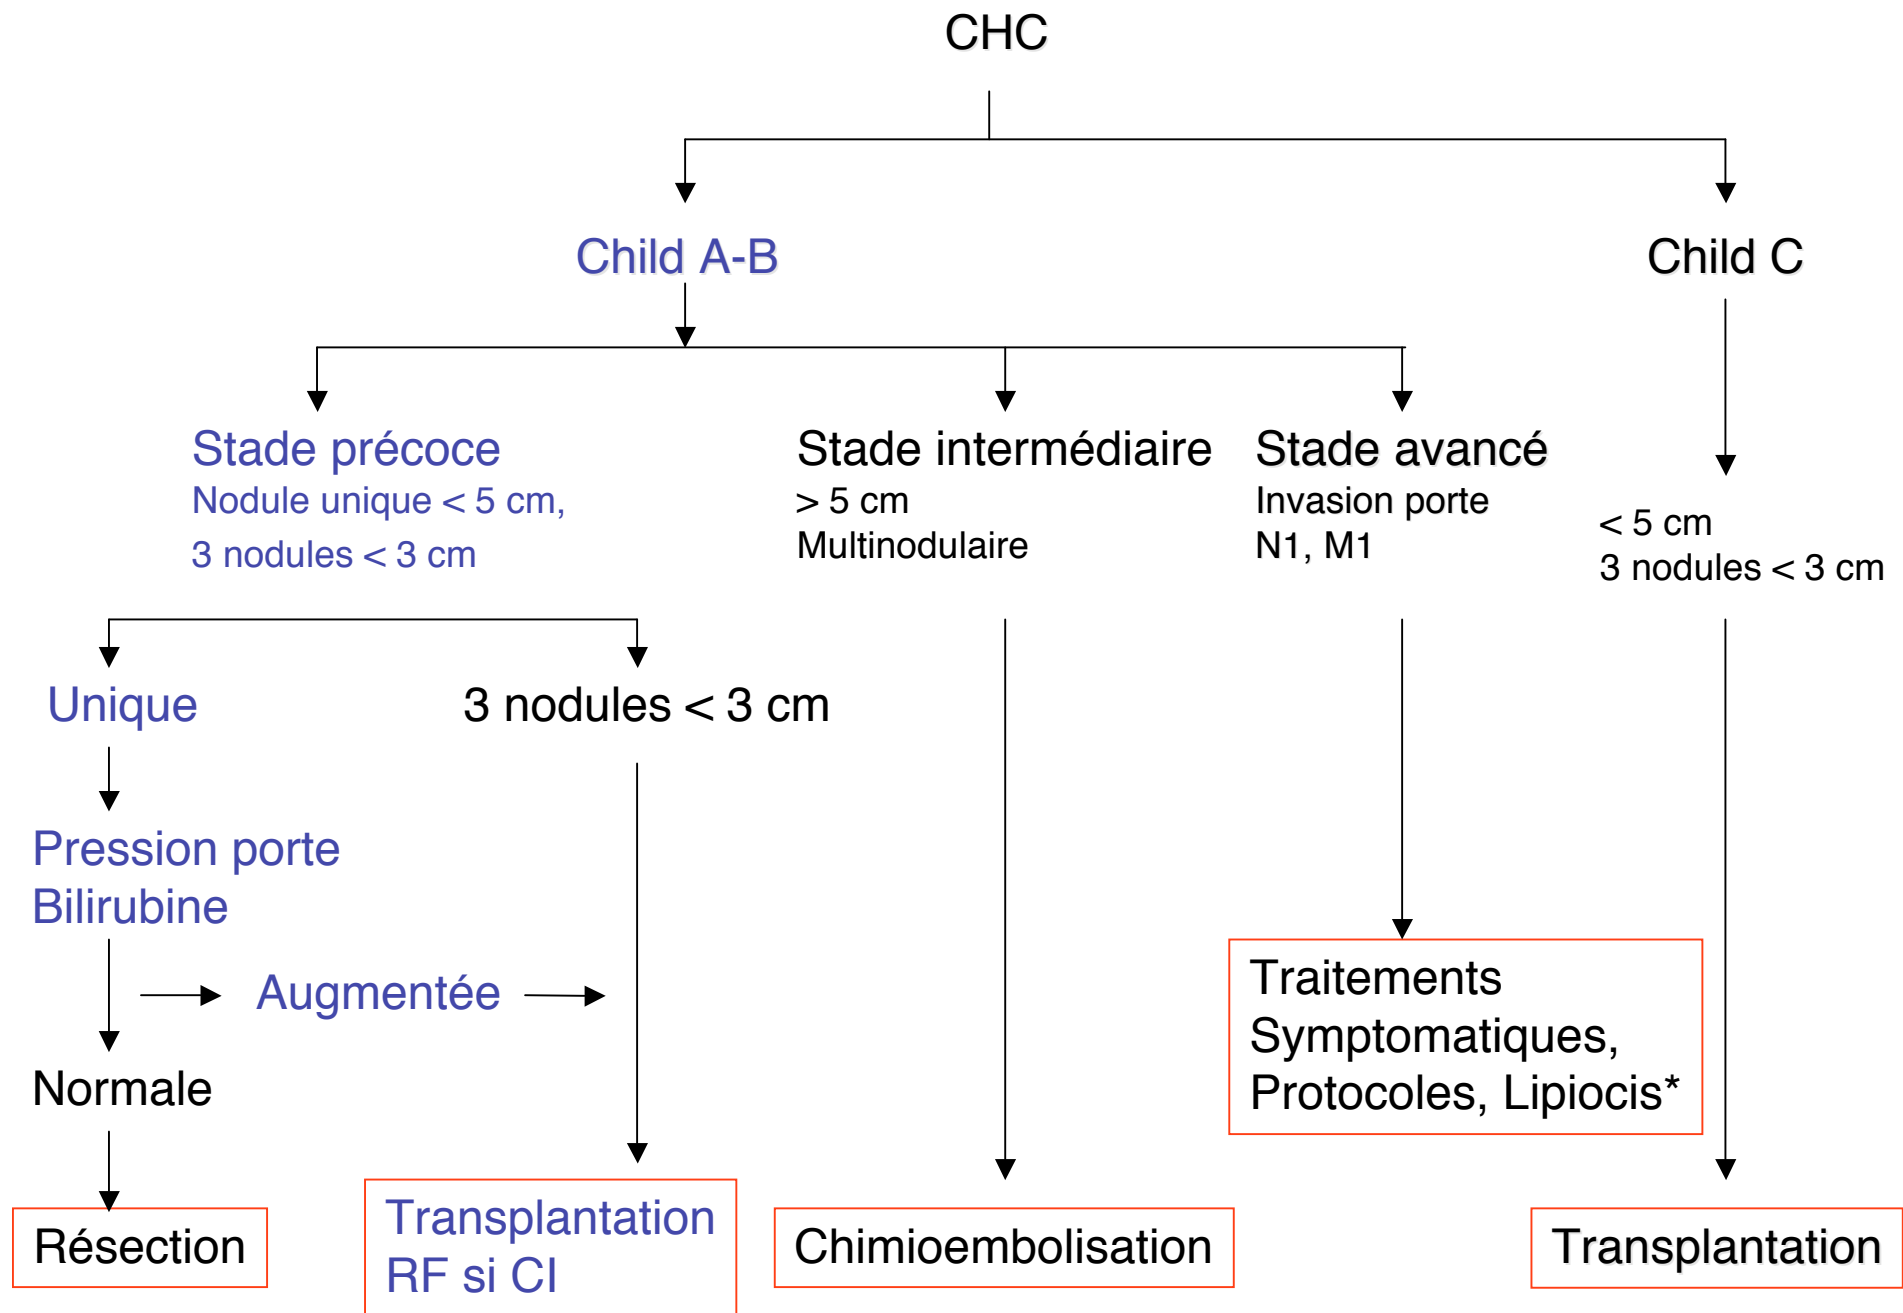 CHC
Child A-B
Child C
Stade précoce
Nodule unique < 5 cm,
3 nodules < 3 cm
Stade intermédiaire
> 5 cm
Multinodulaire
Stade avancé
Invasion porte
N1, M1
< 5 cm
3 nodules < 3 cm
Unique
3 nodules < 3 cm
Pression porte
Bilirubine
Augmentée
Normale
Traitements
Symptomatiques,
Protocoles, Lipiocis*
Résection
Transplantation
RF si CI
Chimioembolisation
Transplantation